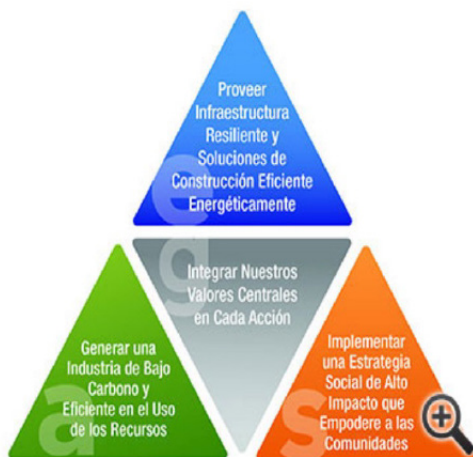 Proveer
Infraestructura
Resiliente y
Soluciones de
Construcción Eficiente
Energéticamente
e
g
Integrar Nuestros
Valores Centrales
en Cada Acción
Generar una
Industria de Bajo
Carbono y
Eficiente en el Uso
de los Recursos
a
Implementar
una Estrategia
Social de Alto
Impacto que
Empodere a las
Comunidades
s